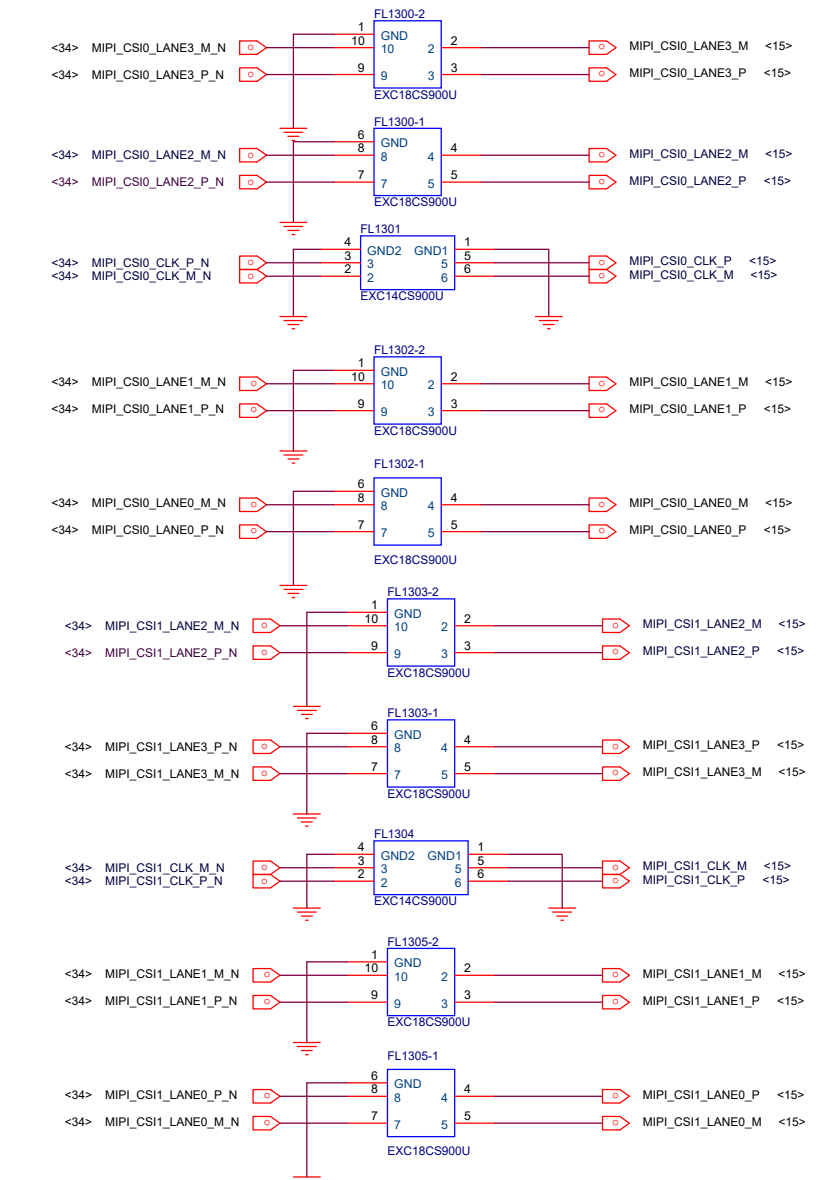 FL1300-2
1 GND
<34> MIPI_CSI0_LANE3_M_N 10 10 2 2 MIPI_CSI0_LANE3_M <15>
<34> MIPI_CSI0_LANE3_P_N 9 9 3 3 MIPI_CSI0_LANE3_P <15>
EXC18CS900U
FL1300-1
6 GND
<34> MIPI_CSI0_LANE2_M_N 8 8 4 4 MIPI_CSI0_LANE2_M <15>
<34> MIPI_CSI0_LANE2_P_N 7 7 5 5 MIPI_CSI0_LANE2_P <15>
EXC18CS900U
FL1301
4 GND2 GND1 1
<34> MIPI_CSI0_CLK_P_N 3 3 5 5 MIPI_CSI0_CLK_P <15>
<34> MIPI_CSI0_CLK_M_N 2 2 6 6 MIPI_CSI0_CLK_M <15>
EXC14CS900U
FL1302-2
1 GND
<34> MIPI_CSI0_LANE1_M_N 10 10 2 2 MIPI_CSI0_LANE1_M <15>
<34> MIPI_CSI0_LANE1_P_N 9 9 3 3 MIPI_CSI0_LANE1_P <15>
EXC18CS900U
FL1302-1
6 GND
<34> MIPI_CSI0_LANE0_M_N 8 8 4 4 MIPI_CSI0_LANE0_M <15>
<34> MIPI_CSI0_LANE0_P_N 7 7 5 5 MIPI_CSI0_LANE0_P <15>
EXC18CS900U
FL1303-2
1 GND
<34> MIPI_CSI1_LANE2_M_N 10 10 2 2 MIPI_CSI1_LANE2_M <15>
<34> MIPI_CSI1_LANE2_P_N 9 9 3 3 MIPI_CSI1_LANE2_P <15>
EXC18CS900U
FL1303-1
6 GND
<34> MIPI_CSI1_LANE3_P_N 8 8 4 4 MIPI_CSI1_LANE3_P <15>
<34> MIPI_CSI1_LANE3_M_N 7 7 5 5 MIPI_CSI1_LANE3_M <15>
EXC18CS900U
FL1304
4 GND2 GND1 1
<34> MIPI_CSI1_CLK_M_N 3 3 5 5 MIPI_CSI1_CLK_M <15>
<34> MIPI_CSI1_CLK_P_N 2 2 6 6 MIPI_CSI1_CLK_P <15>
EXC14CS900U
FL1305-2
1 GND
<34> MIPI_CSI1_LANE1_M_N 10 10 2 2 MIPI_CSI1_LANE1_M <15>
<34> MIPI_CSI1_LANE1_P_N 9 9 3 3 MIPI_CSI1_LANE1_P <15>
EXC18CS900U
FL1305-1
6 GND
<34> MIPI_CSI1_LANE0_P_N 8 8 4 4 MIPI_CSI1_LANE0_P <15>
<34> MIPI_CSI1_LANE0_M_N 7 7 5 5 MIPI_CSI1_LANE0_M <15>
EXC18CS900U